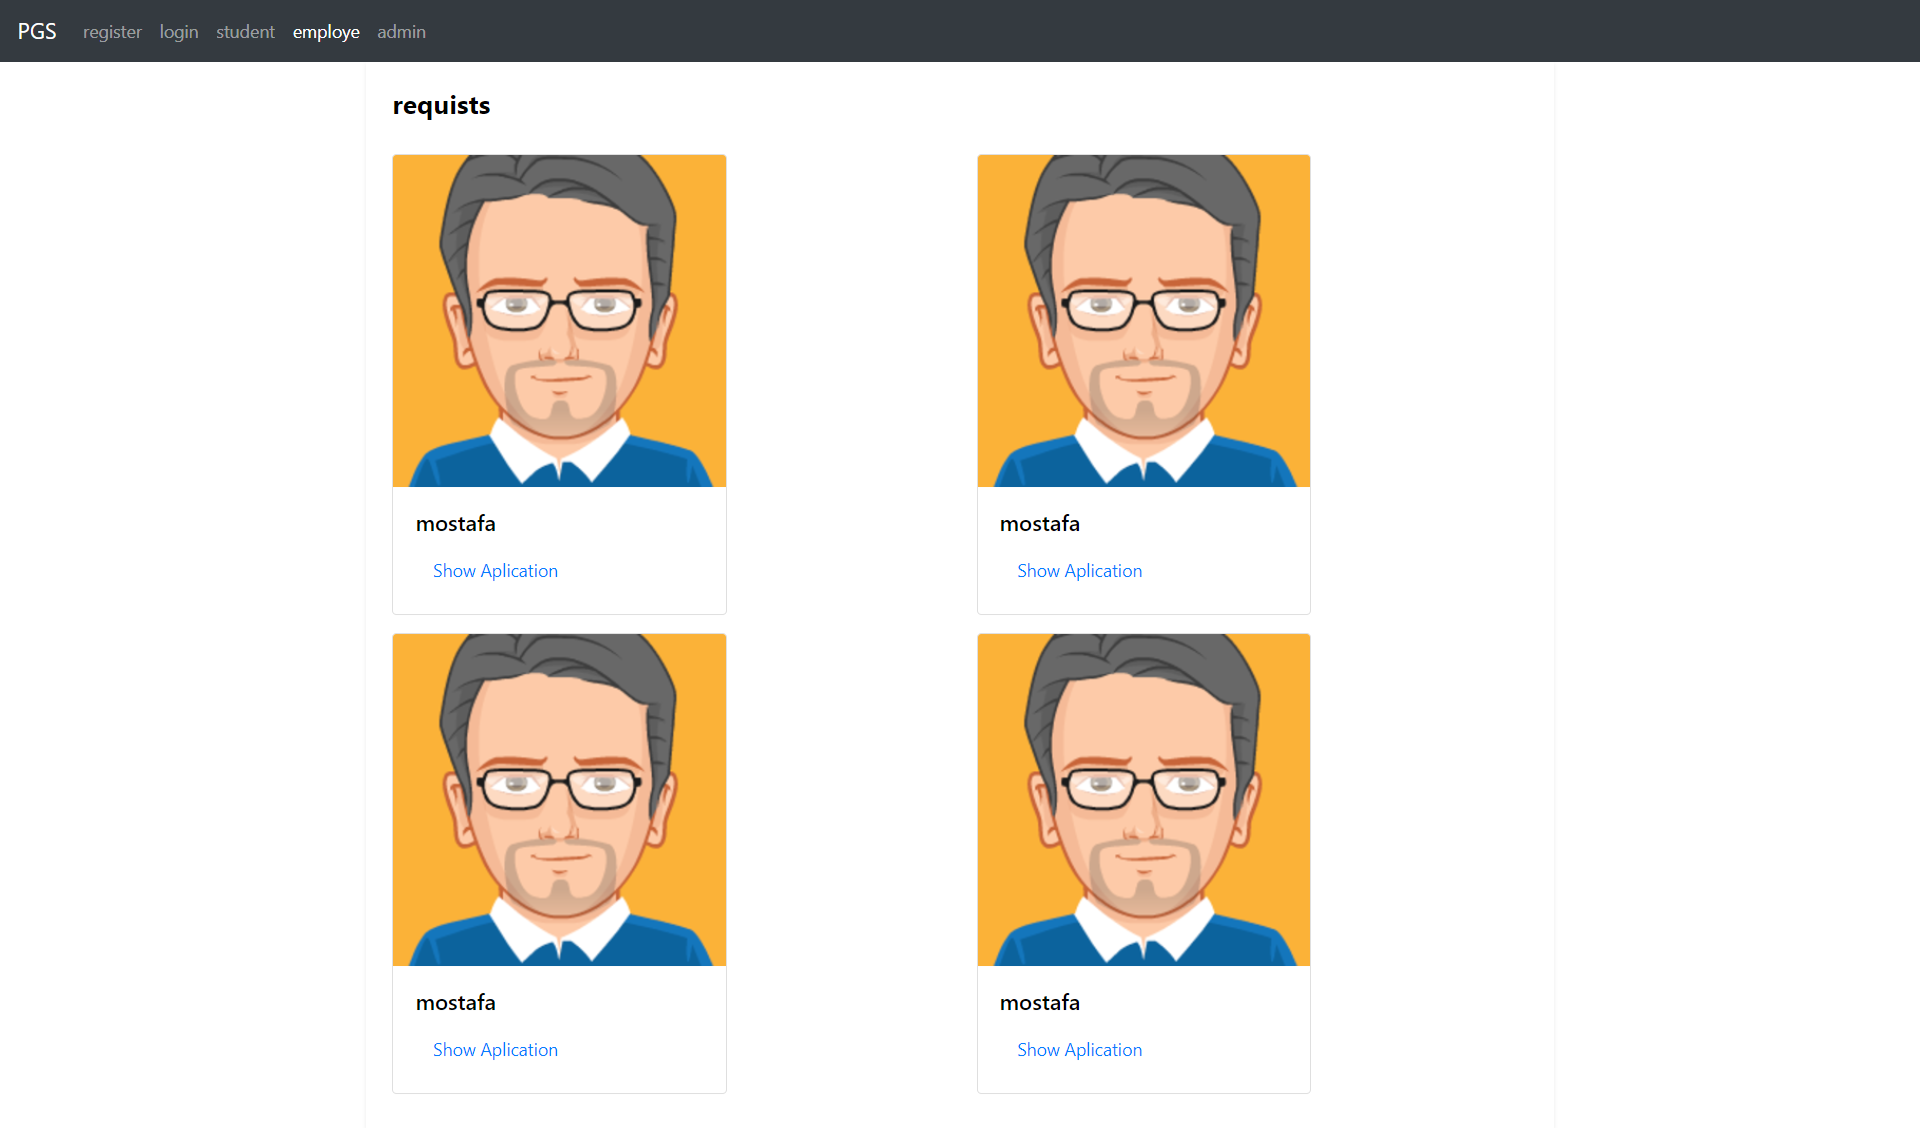 PGS register login student employe admin
requists
mostafa mostafa
Show Aplication Show Aplication
mostafa mostafa
Show Aplication Show Aplication